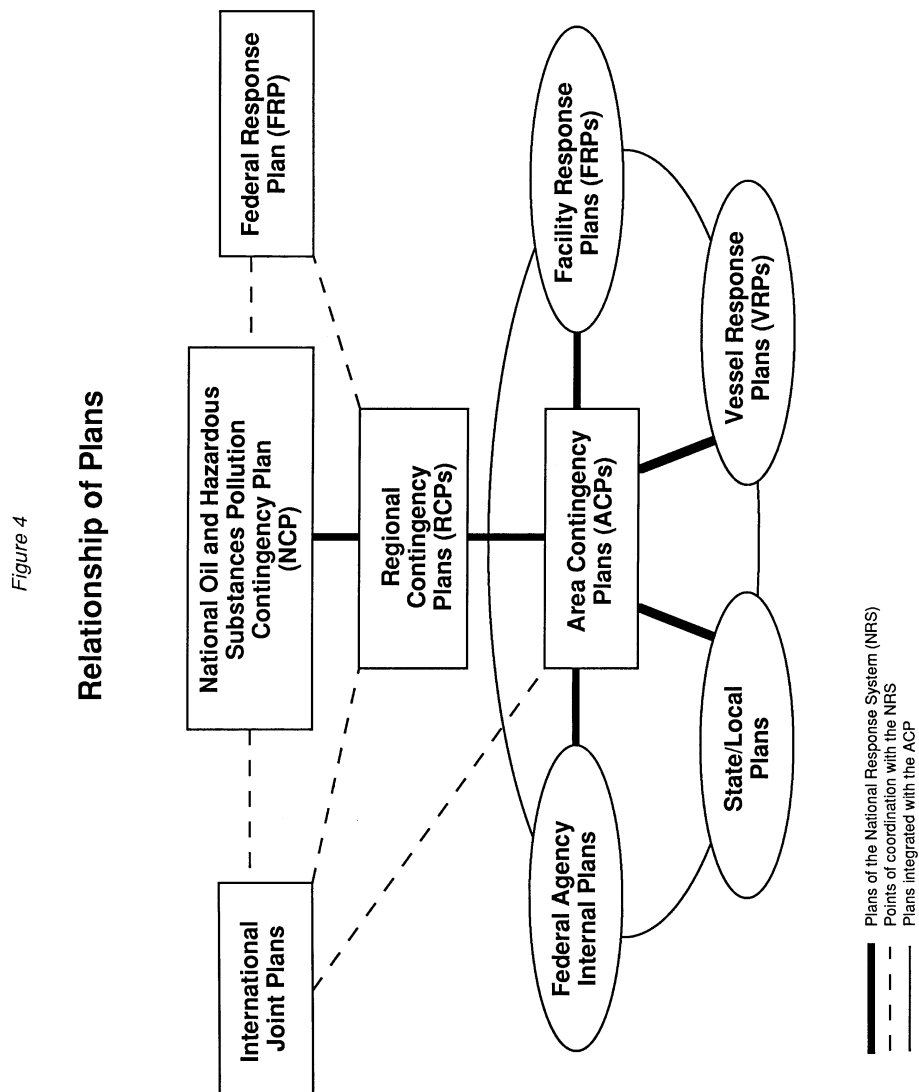 Figure 4
Relationship of Plans
International
Joint Plans
National Oil and Hazardous
Substances Pollution
Contingency Plan
(NCP)
Federal Response
Plan (FRP)
Regional
Contingency
Plans (RCPs)
Area Contingency
Plans (ACPs)
Federal Agency
Internal Plans
Facility Response
Plans (FRPs)
State/Local
Plans
Vessel Response
Plans (VRPs)
Plans of the National Response System (NRS)
Points of coordination with the NRS
Plans integrated with the ACP